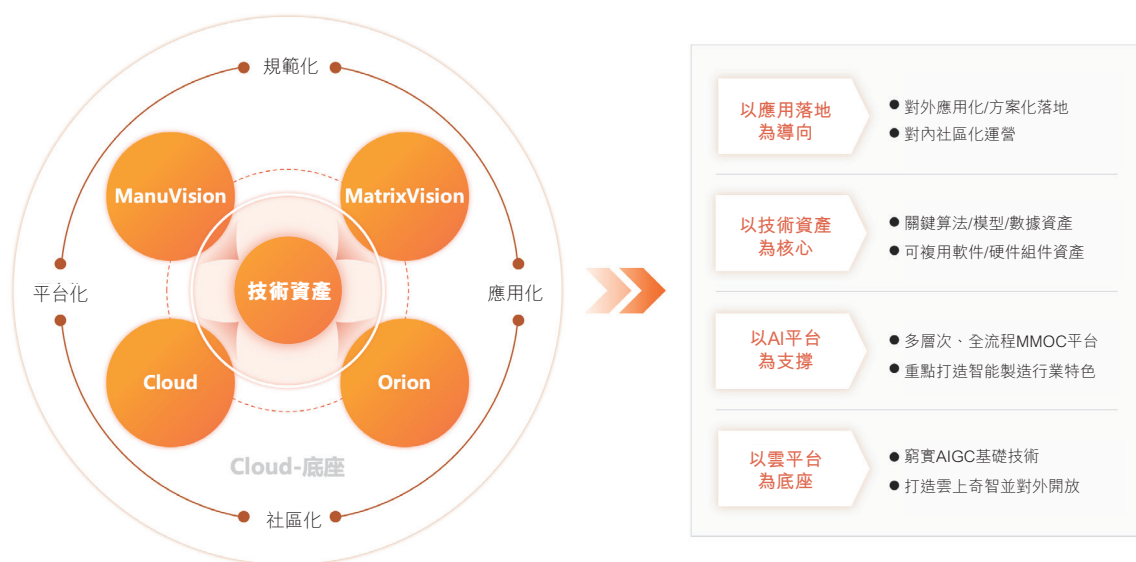 規範化
ManuVision
MatrixVision
平台化
技術資產
應用化
Cloud
Orion
Cloud-底座
社區化
以應用落地
為導向
● 對外應用化/方案化落地
● 對內社區化運營
以技術資產
為核心
● 關鍵算法/模型/數據資產
● 可複用軟件/硬件組件資產
以AI平台
為支撐
● 多層次、全流程MMOC平台
● 重點打造智能製造行業特色
以雲平台
為底座
● 窮實AIGC基礎技術
● 打造雲上奇智並對外開放